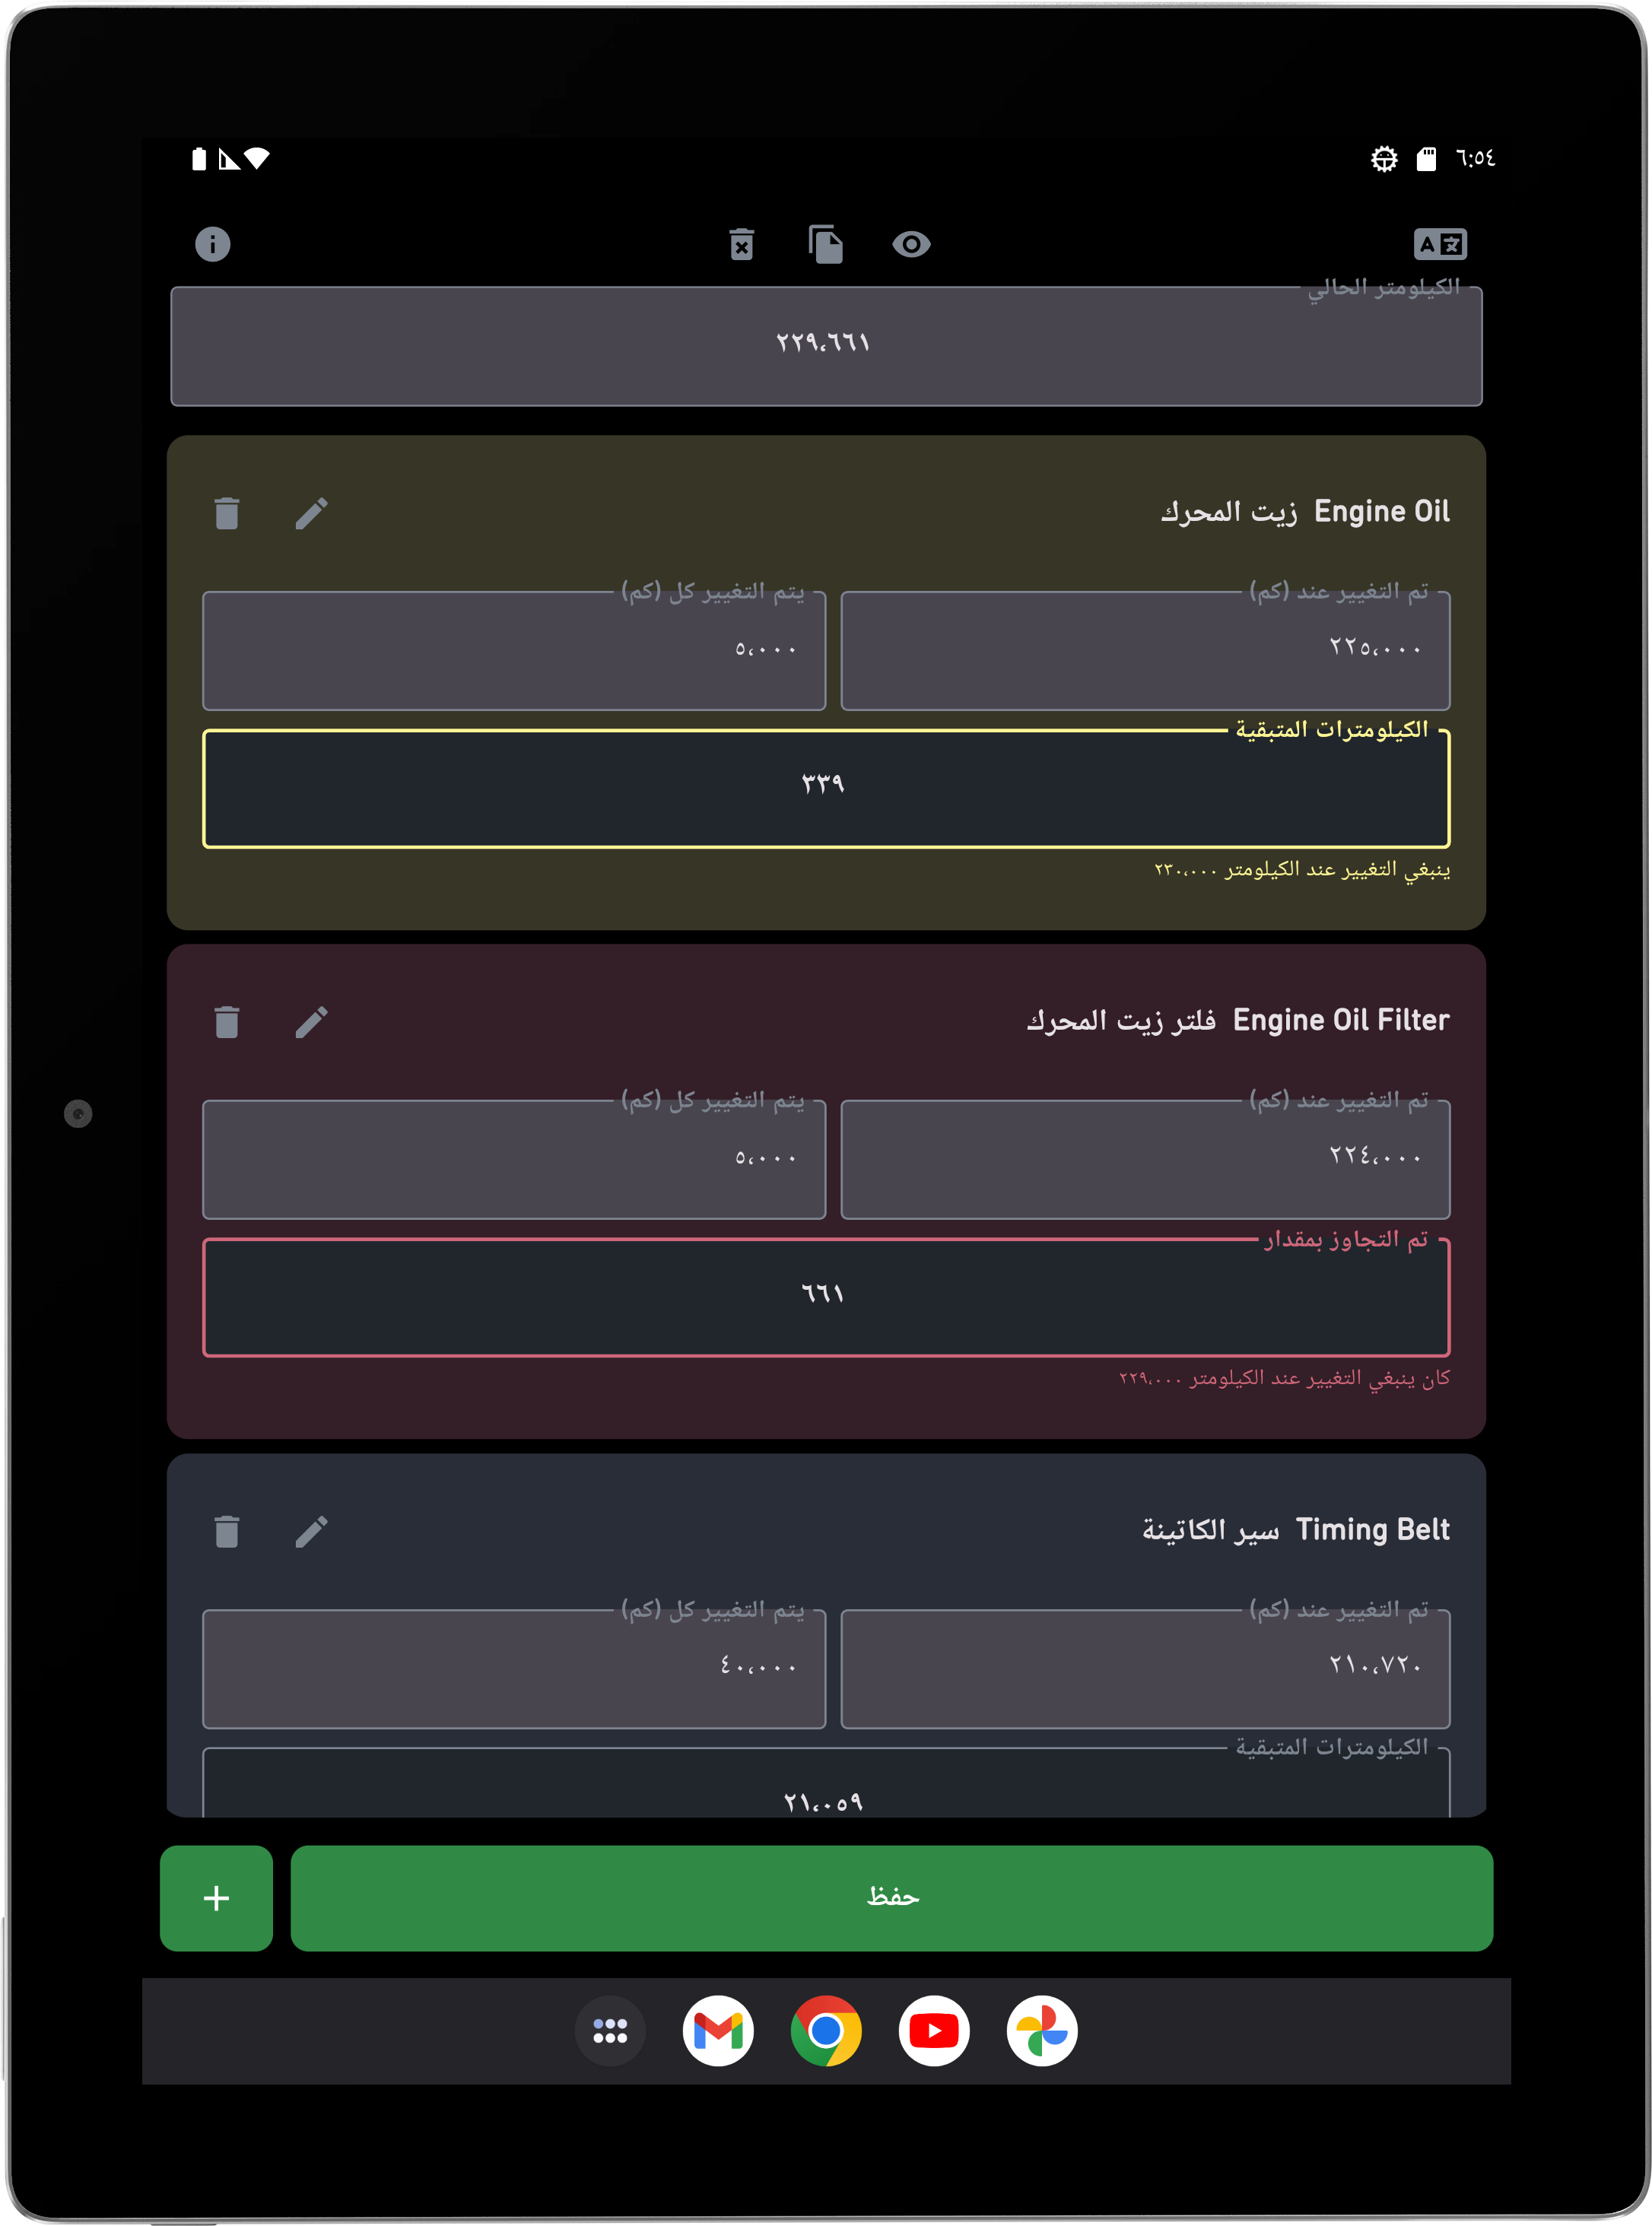 ٦:٥٤
الكيلومتر الحالي
٢٢٩،٦٦١
Engine Oil زيت المحرك
تم التغيير عند (كم)
يتم التغيير كل (كم)
٢٢٥،٠٠٠
٥،٠٠٠
الكيلومترات المتبقية
٣٣٩
ينبغي التغيير عند الكيلومتر ٢٣٠،٠٠٠
Engine Oil Filter فلتر زيت المحرك
تم التغيير عند (كم)
يتم التغيير كل (كم)
٢٢٤،٠٠٠
٥،٠٠٠
تم التجاوز بمقدار
٦٦١
كان ينبغي التغيير عند الكيلومتر ٢٢٩،٠٠٠
Timing Belt سير الكاتينة
تم التغيير عند (كم)
يتم التغيير كل (كم)
٢١٠،٧٢٠
٤٠،٠٠٠
الكيلومترات المتبقية
٢١،٠٥٩
حفظ